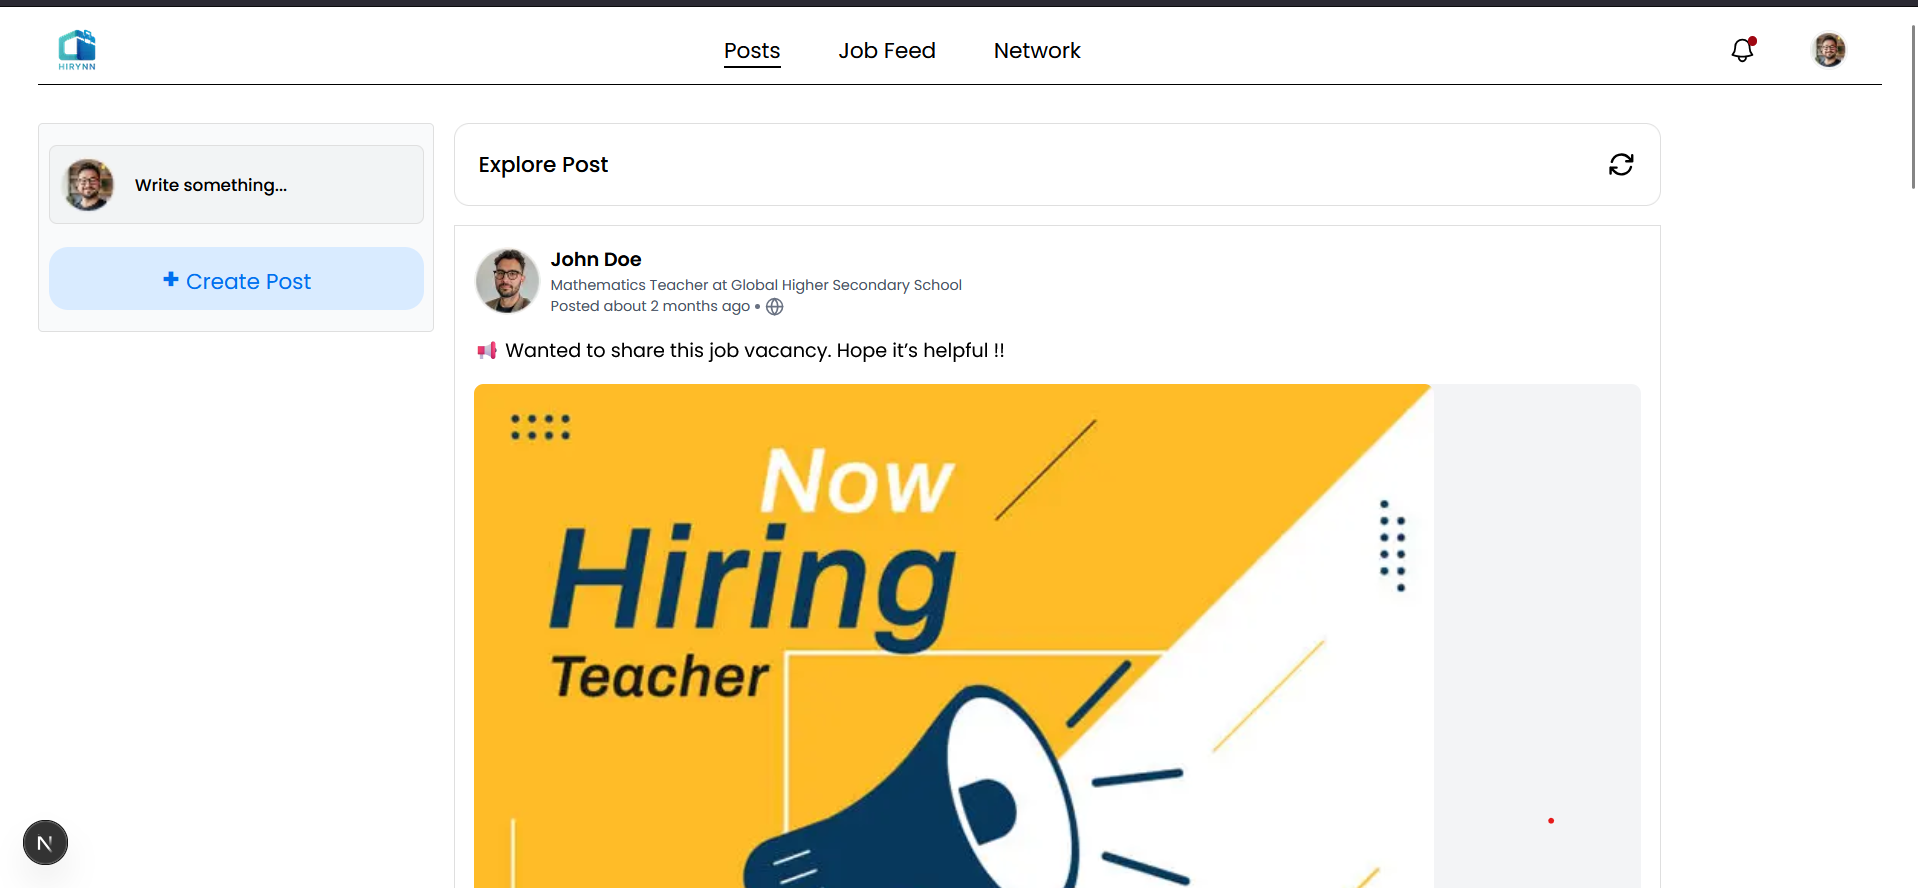 HIRYNN
Posts
Job Feed
Network
Write something...
+ Create Post
Explore Post
John Doe
Mathematics Teacher at Global Higher Secondary School
Posted about 2 months ago •
📢 Wanted to share this job vacancy. Hope it’s helpful !!
Now
Hiring
Teacher
N